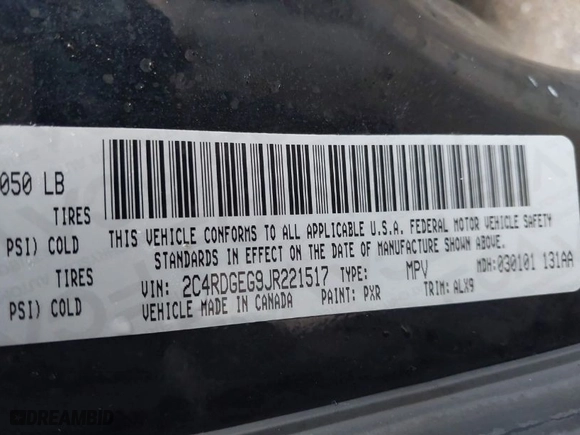 050 LB
TIRES
PSI) COLD
TIRES
PSI) COLD
THIS VEHICLE CONFORMS TO ALL APPLICABLE U.S.A. FEDERAL MOTOR VEHICLE SAFETY
STANDARDS IN EFFECT ON THE DATE OF MANUFACTURE SHOWN ABOVE.
VIN: 2C4RDGEG9JR221517 TYPE: MPV MDH:030101 131AA
VEHICLE MADE IN CANADA PAINT: PXR TRIM: ALX9
DREAMBID